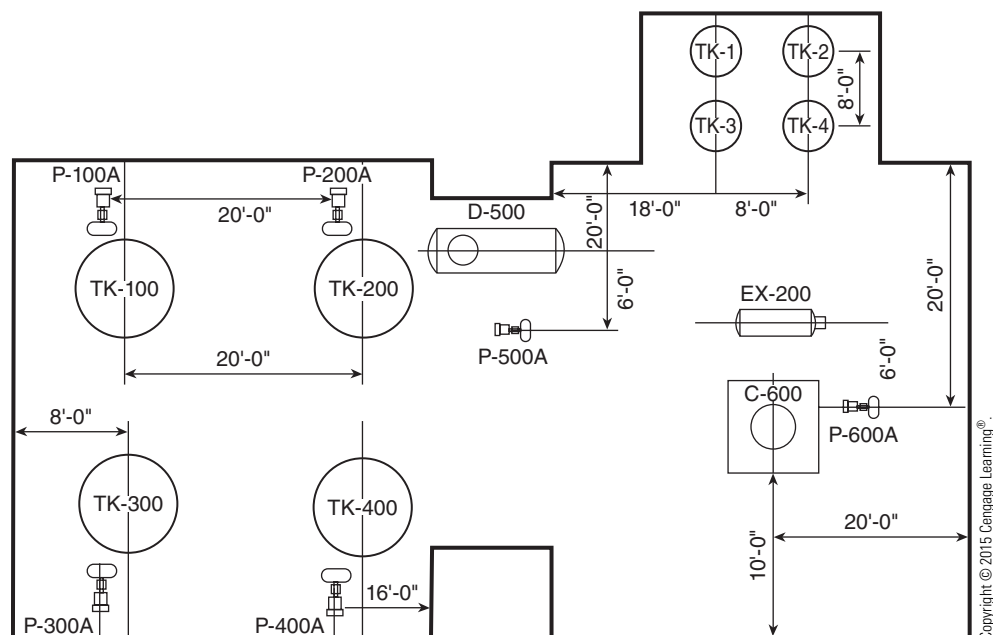 TK-1
TK-2
8'-0"
TK-3
TK-4
P-100A
P-200A
20'-0"
D-500
18'-0"
8'-0"
20'-0"
6'-0"
20'-0"
TK-100
TK-200
EX-200
P-500A
20'-0"
6'-0"
C-600
8'-0"
P-600A
TK-300
TK-400
20'-0"
10'-0"
16'-0"
P-300A
P-400A
Copyright © 2015 Cengage Learning®.